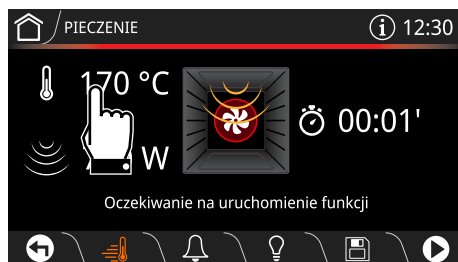 PIECZENIE
12:30
170 °C
00:01'
W
Oczekiwanie na uruchomienie funkcji